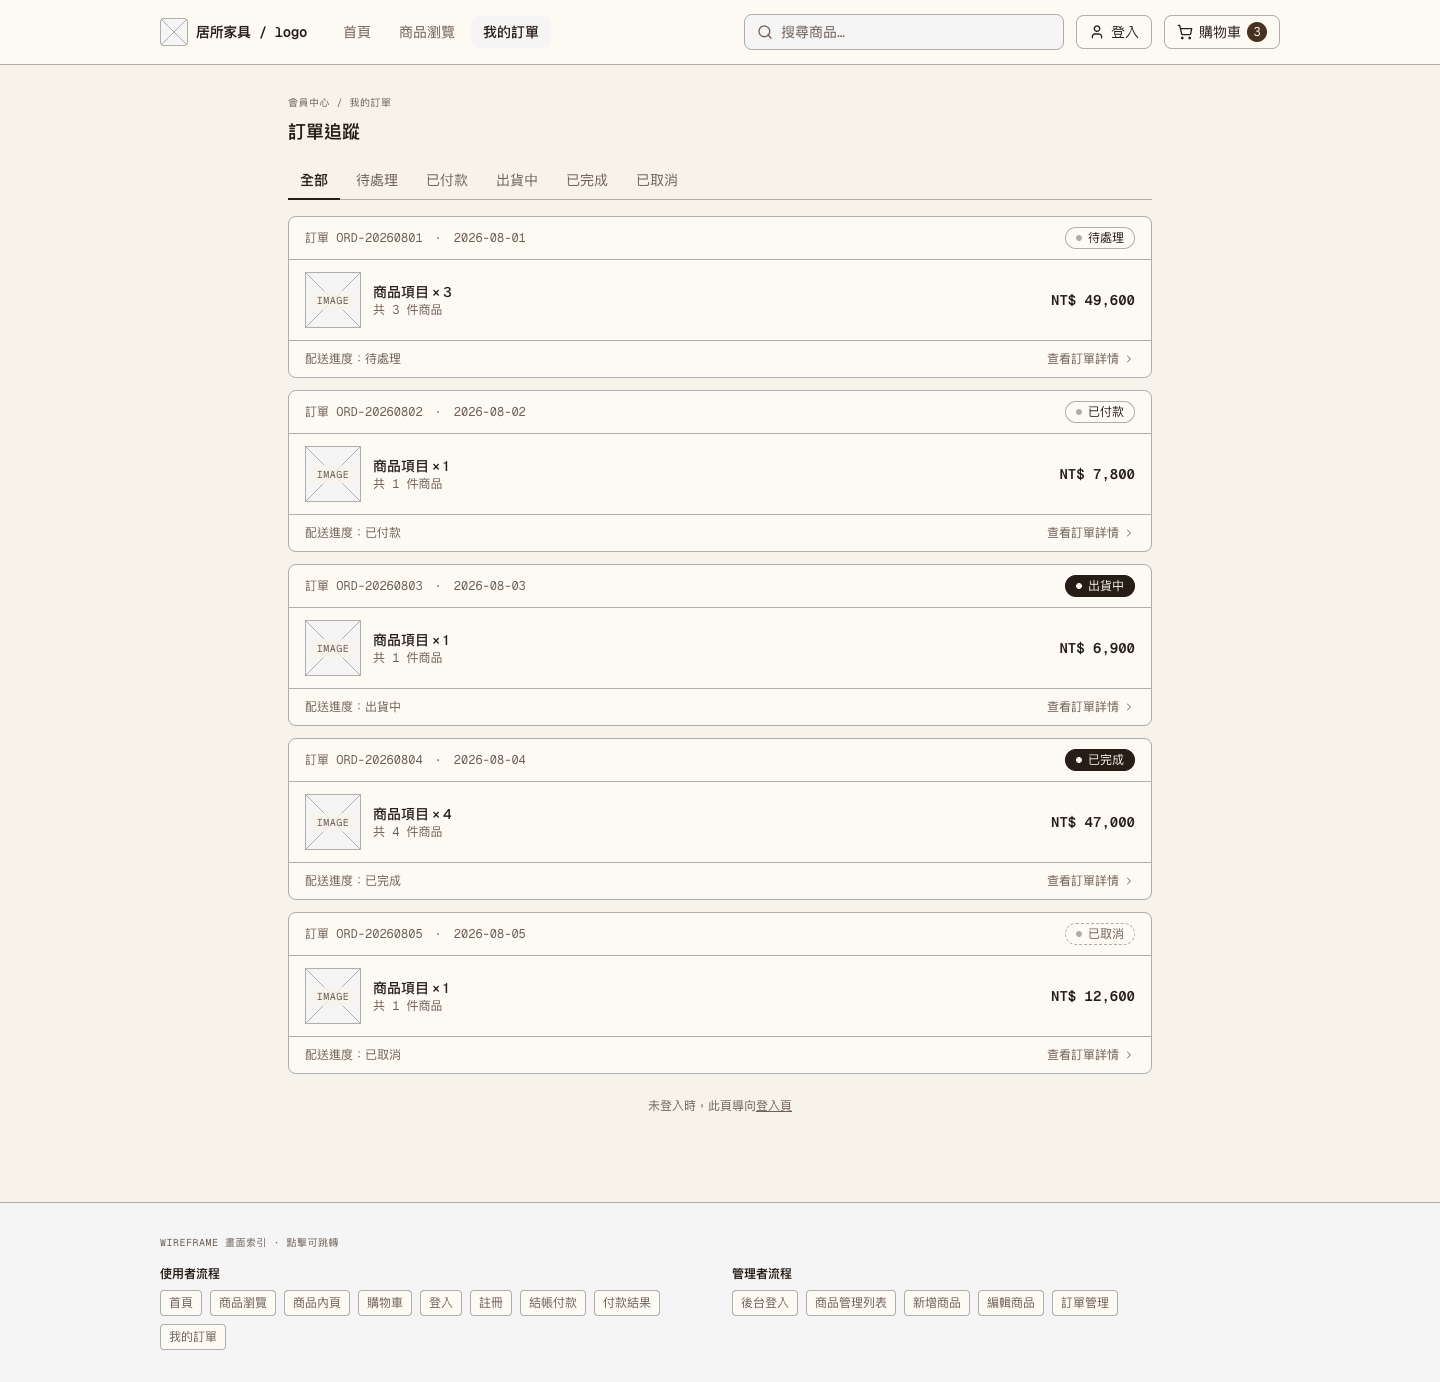 居所家具 / logo 首頁 商品瀏覽 我的訂單 搜尋商品… 登入 購物車 3
會員中心 / 我的訂單
訂單追蹤
全部 待處理 已付款 出貨中 已完成 已取消
訂單 ORD-20260801 · 2026-08-01 待處理
IMAGE
商品項目 × 3
共 3 件商品
NT$ 49,600
配送進度：待處理 查看訂單詳情
訂單 ORD-20260802 · 2026-08-02 已付款
IMAGE
商品項目 × 1
共 1 件商品
NT$ 7,800
配送進度：已付款 查看訂單詳情
訂單 ORD-20260803 · 2026-08-03 出貨中
IMAGE
商品項目 × 1
共 1 件商品
NT$ 6,900
配送進度：出貨中 查看訂單詳情
訂單 ORD-20260804 · 2026-08-04 已完成
IMAGE
商品項目 × 4
共 4 件商品
NT$ 47,000
配送進度：已完成 查看訂單詳情
訂單 ORD-20260805 · 2026-08-05 已取消
IMAGE
商品項目 × 1
共 1 件商品
NT$ 12,600
配送進度：已取消 查看訂單詳情
未登入時，此頁導向登入頁
WIREFRAME 畫面索引 · 點擊可跳轉
使用者流程
首頁 商品瀏覽 商品內頁 購物車 登入 註冊 結帳付款 付款結果
我的訂單
管理者流程
後台登入 商品管理列表 新增商品 編輯商品 訂單管理